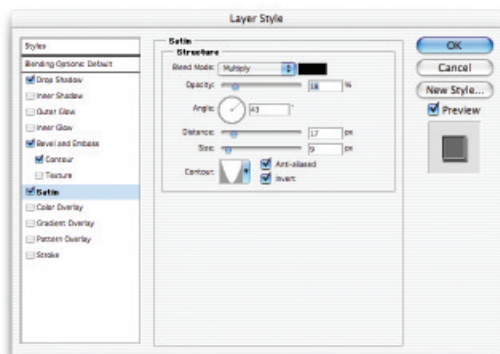 Layer Style
Styles
Blending Options: Default
Drop Shadow
Inner Shadow
Outer Glow
Inner Glow
Bevel and Emboss
Contour
Texture
Satin
Color Overlay
Gradient Overlay
Pattern Overlay
Stroke
Satin
Structure
Blend Mode: Multiply
Opacity: 18 %
Angle: 43 °
Distance: 17 px
Size: 9 px
Contour:
Anti-aliased
Invert
OK
Cancel
New Style...
Preview